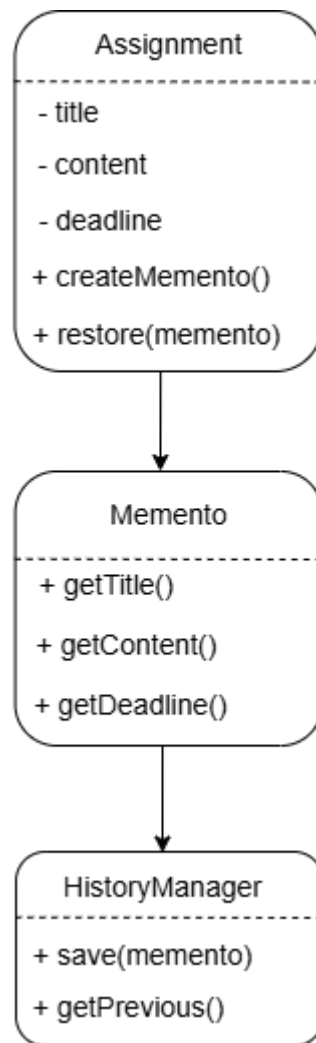 Assignment
- title
- content
- deadline
+ createMemento()
+ restore(memento)
Memento
+ getTitle()
+ getContent()
+ getDeadline()
HistoryManager
+ save(memento)
+ getPrevious()